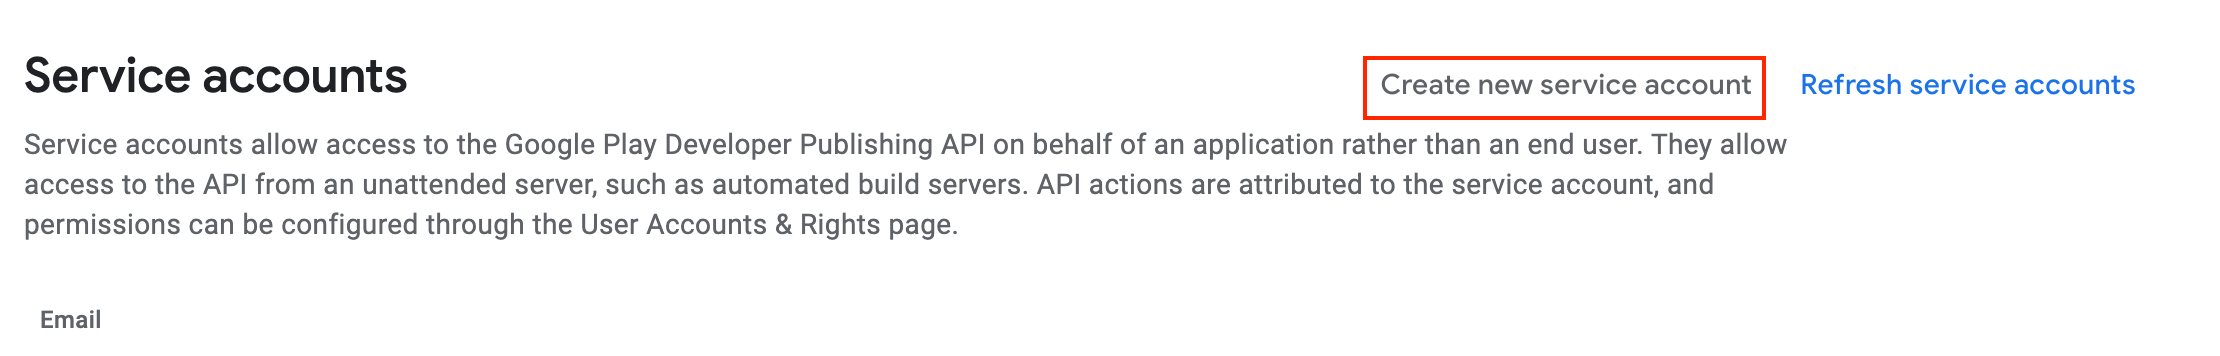 Service accounts
Create new service account
Refresh service accounts
Service accounts allow access to the Google Play Developer Publishing API on behalf of an application rather than an end user. They allow
access to the API from an unattended server, such as automated build servers. API actions are attributed to the service account, and
permissions can be configured through the User Accounts & Rights page.
Email